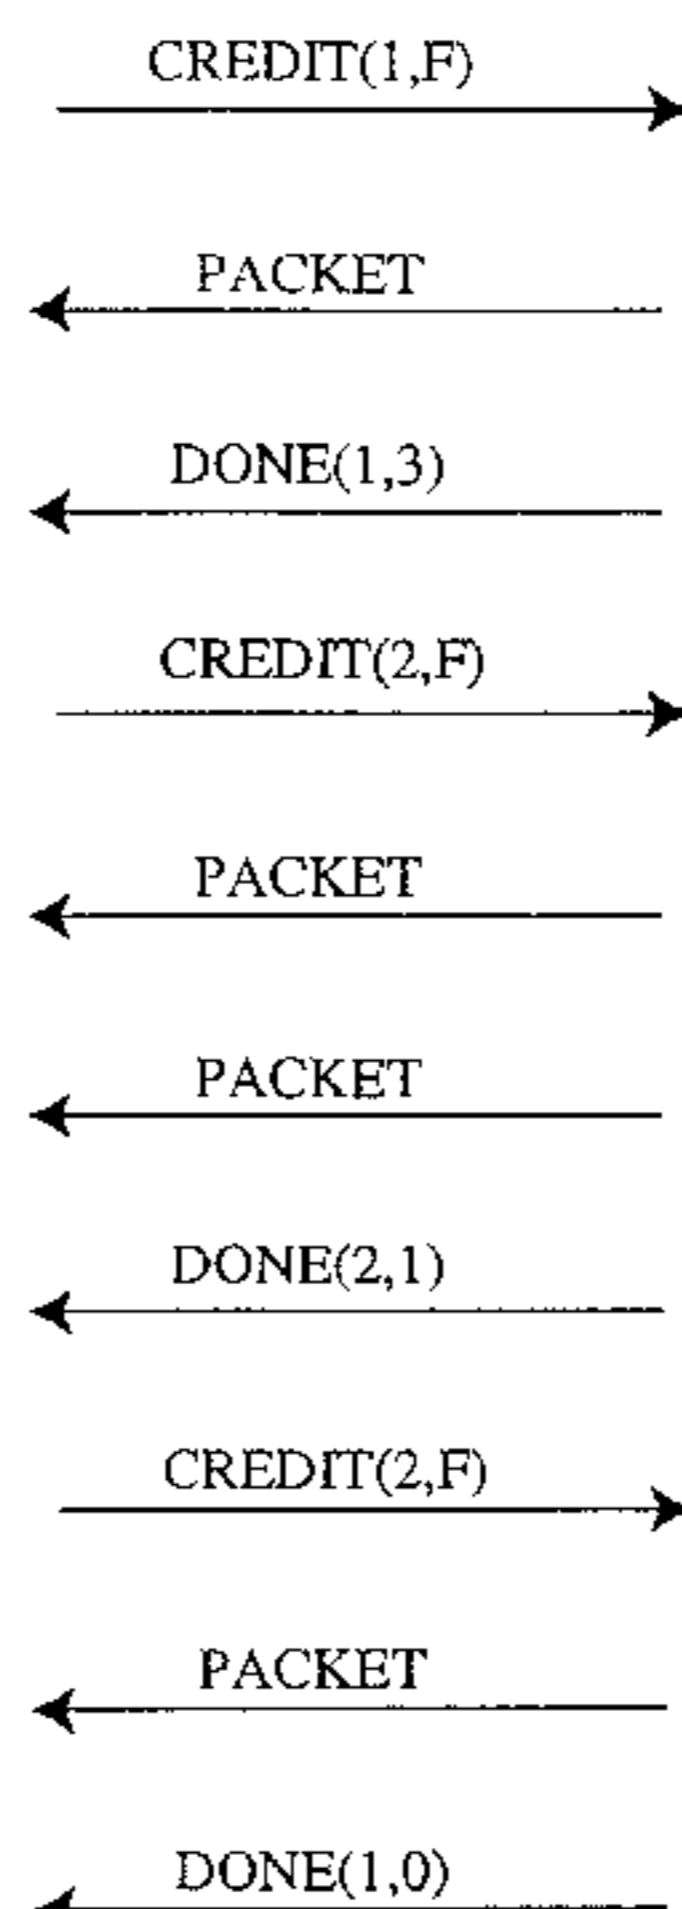 CREDIT(1,F)
PACKET
DONE(1,3)
CREDIT(2,F)
PACKET
PACKET
DONE(2,1)
CREDIT(2,F)
PACKET
DONE(1,0)